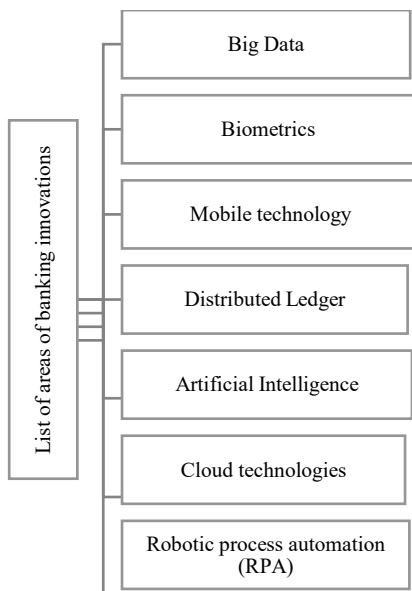 List of areas of banking innovations
Big Data
Biometrics
Mobile technology
Distributed Ledger
Artificial Intelligence
Cloud technologies
Robotic process automation
(RPA)